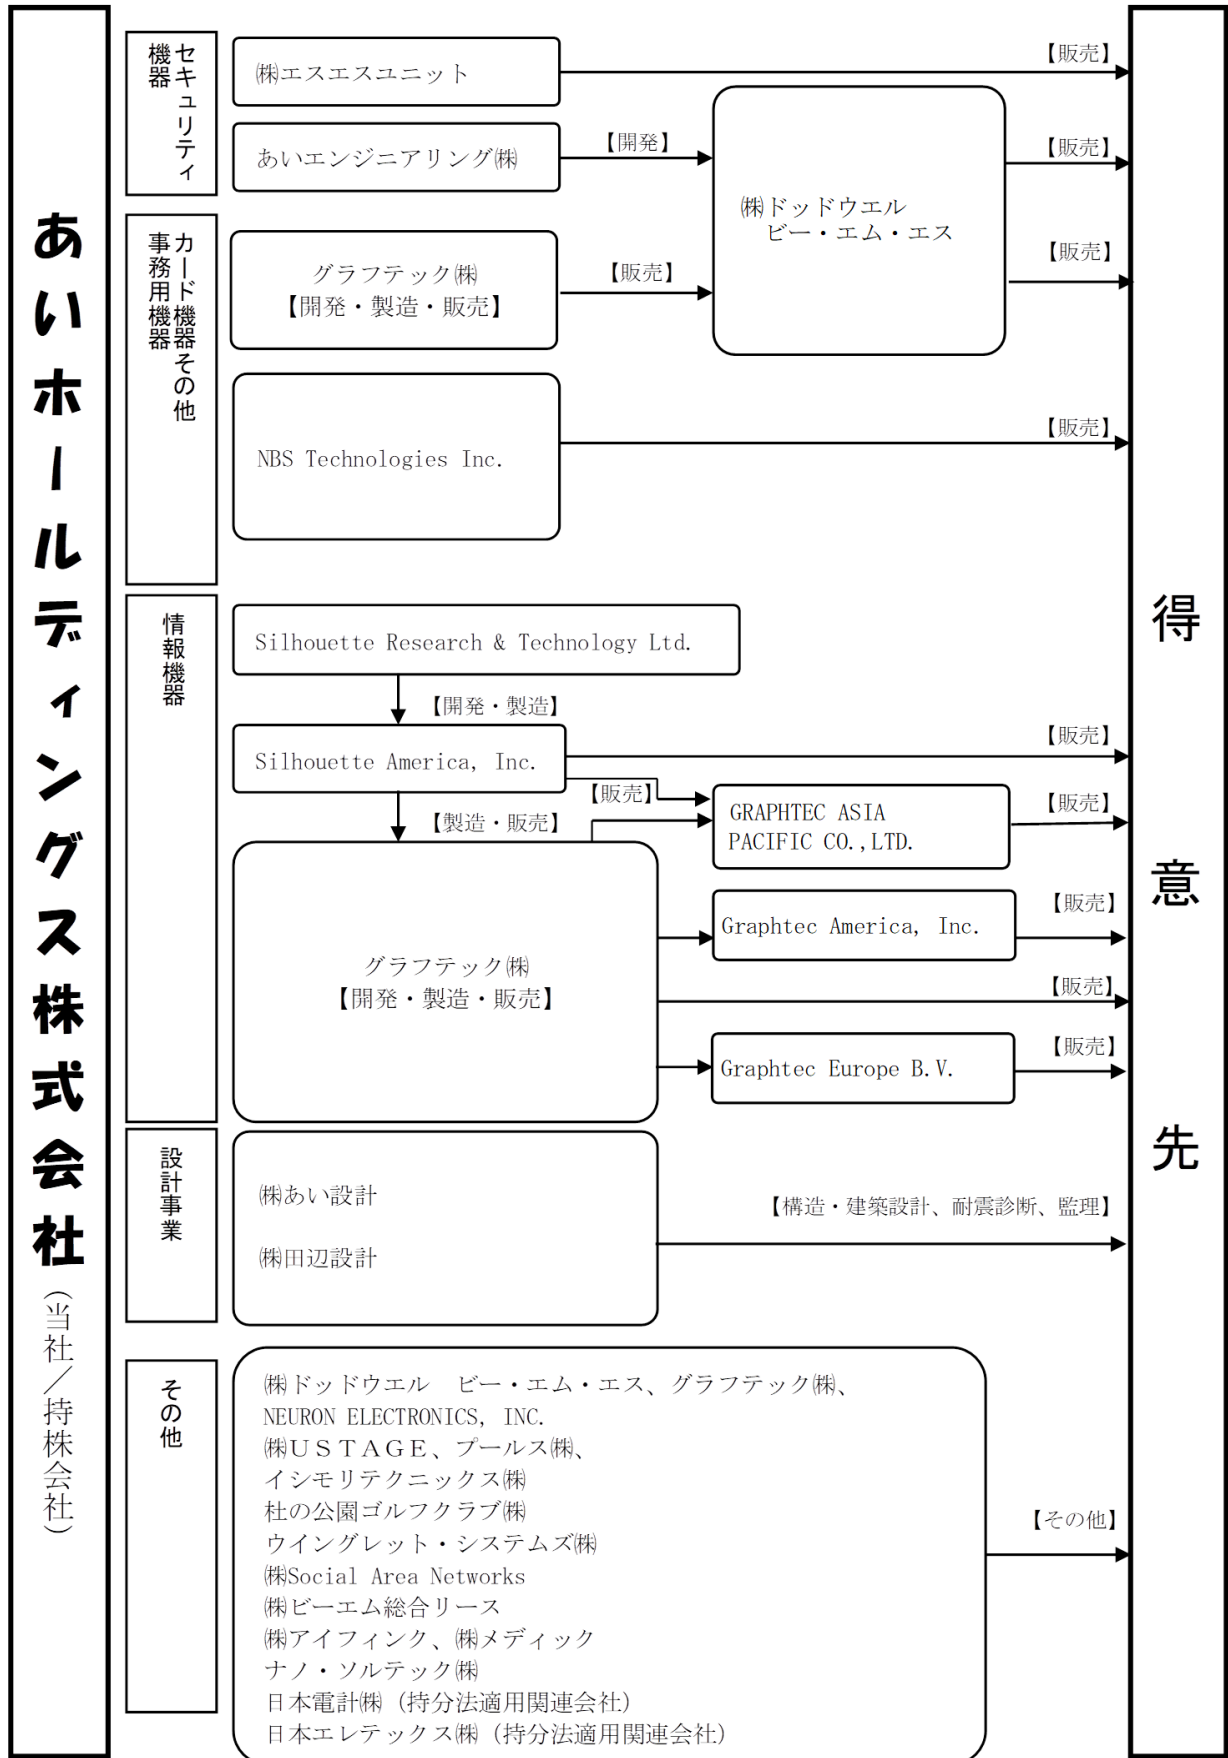 あいホールディングス株式会社
（当社／持株会社）
セキュリティ
機器
㈱エスエスユニット
【販売】
あいエンジニアリング㈱
【開発】
㈱ドッドウエル
ビー・エム・エス
【販売】
カード機器その他
事務用機器
グラフテック㈱
【開発・製造・販売】
【販売】
【販売】
NBS Technologies Inc.
【販売】
情報機器
Silhouette Research & Technology Ltd.
【開発・製造】
Silhouette America, Inc.
【販売】
【販売】
【製造・販売】
GRAPHTEC ASIA
PACIFIC CO.,LTD.
【販売】
グラフテック㈱
【開発・製造・販売】
Graphtec America, Inc.
【販売】
【販売】
Graphtec Europe B.V.
【販売】
設計事業
㈱あい設計
㈱田辺設計
【構造・建築設計、耐震診断、監理】
その他
㈱ドッドウエル　ビー・エム・エス、グラフテック㈱、
NEURON ELECTRONICS, INC.
㈱ＵＳＴＡＧＥ、プールス㈱、
イシモリテクニックス㈱
杜の公園ゴルフクラブ㈱
ウイングレット・システムズ㈱
㈱Social Area Networks
㈱ビーエム総合リース
㈱アイフィンク、㈱メディック
ナノ・ソルテック㈱
日本電計㈱（持分法適用関連会社）
日本エレテックス㈱（持分法適用関連会社）
【その他】
得意先